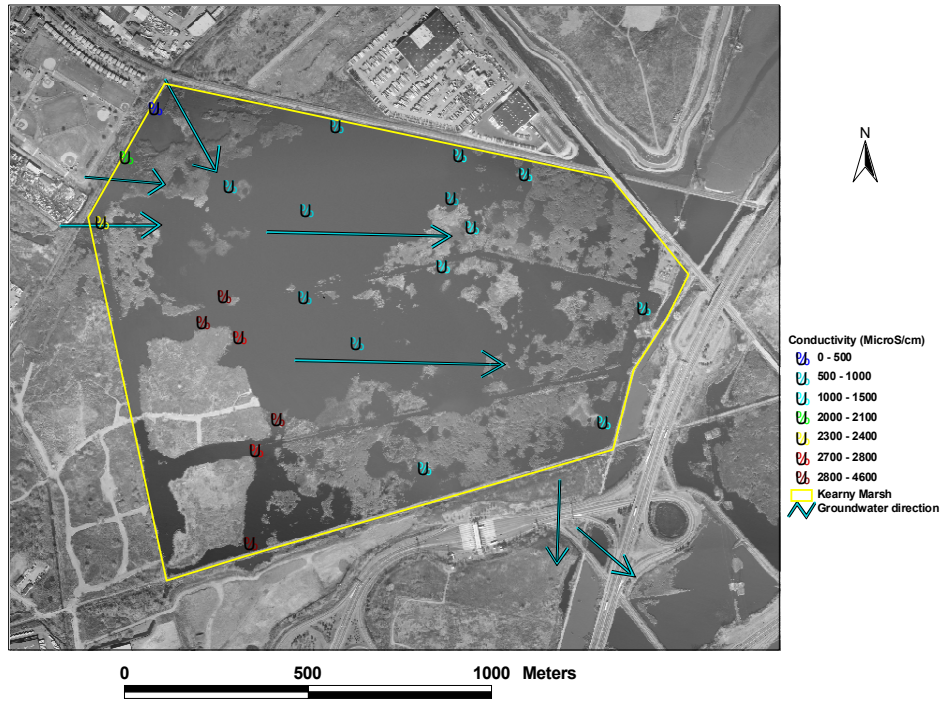 N
Conductivity (MicroS/cm)
0 - 500
500 - 1000
1000 - 1500
2000 - 2100
2300 - 2400
2700 - 2800
2800 - 4600
Kearny Marsh
Groundwater direction
0 500 1000 Meters